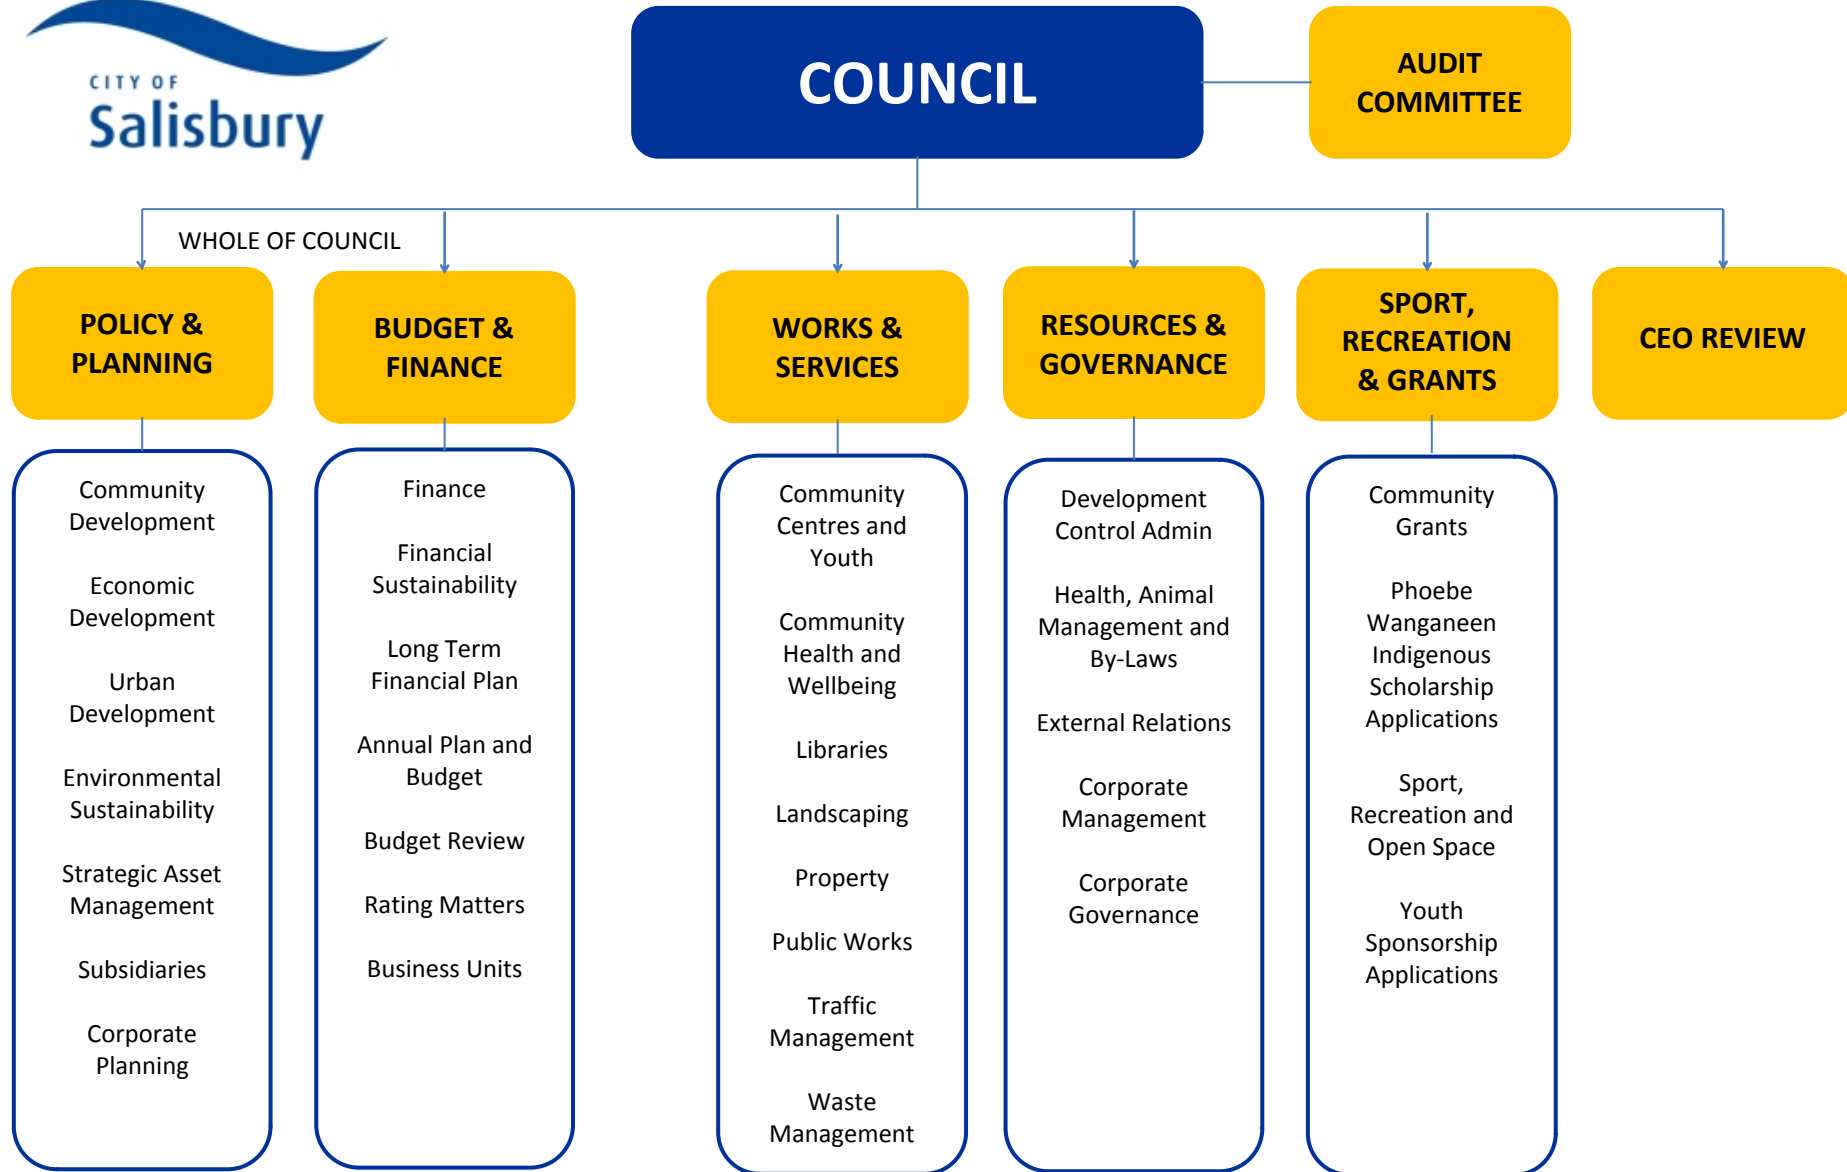 CITY OF
Salisbury
COUNCIL
AUDIT
COMMITTEE
WHOLE OF COUNCIL
POLICY &
PLANNING
BUDGET &
FINANCE
WORKS &
SERVICES
RESOURCES &
GOVERNANCE
SPORT,
RECREATION
& GRANTS
CEO REVIEW
Community
Development
Economic
Development
Urban
Development
Environmental
Sustainability
Strategic Asset
Management
Subsidiaries
Corporate
Planning
Finance
Financial
Sustainability
Long Term
Financial Plan
Annual Plan and
Budget
Budget Review
Rating Matters
Business Units
Community
Centres and
Youth
Community
Health and
Wellbeing
Libraries
Landscaping
Property
Public Works
Traffic
Management
Waste
Management
Development
Control Admin
Health, Animal
Management and
By-Laws
External Relations
Corporate
Management
Corporate
Governance
Community
Grants
Phoebe
Wanganeen
Indigenous
Scholarship
Applications
Sport,
Recreation and
Open Space
Youth
Sponsorship
Applications